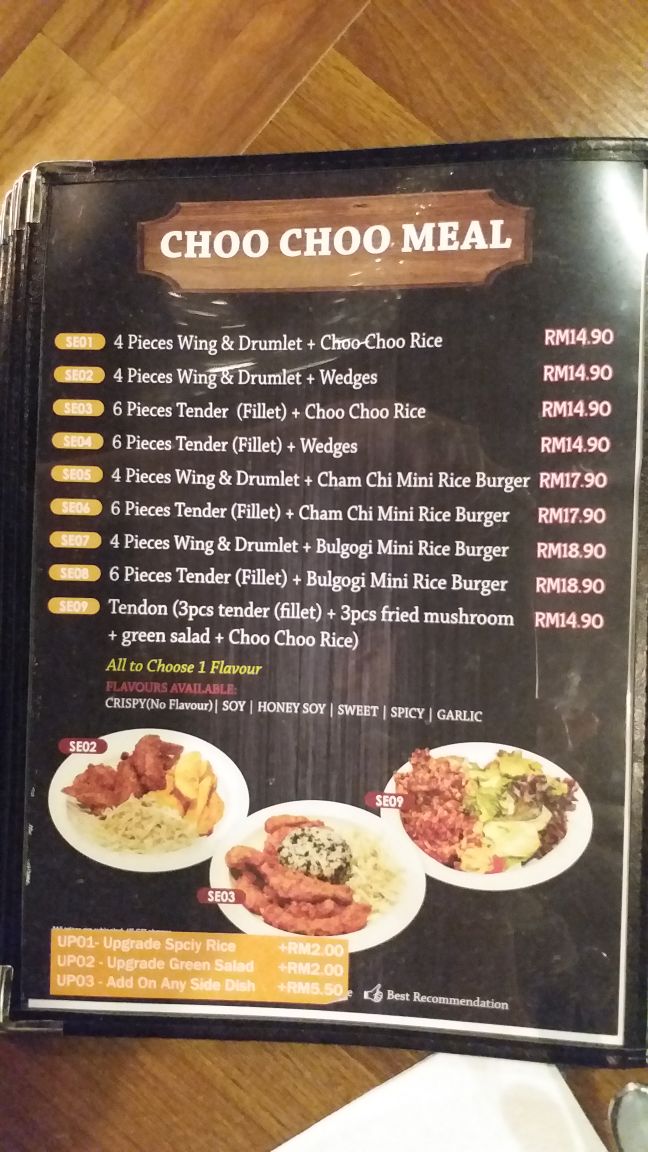 CHOO CHOO MEAL
SE01 4 Pieces Wing & Drumlet + Choo Choo Rice RM14.90
SE02 4 Pieces Wing & Drumlet + Wedges RM14.90
SE03 6 Pieces Tender (Fillet) + Choo Choo Rice RM14.90
SE04 6 Pieces Tender (Fillet) + Wedges RM14.90
SE05 4 Pieces Wing & Drumlet + Cham Chi Mini Rice Burger RM17.90
SE06 6 Pieces Tender (Fillet) + Cham Chi Mini Rice Burger RM17.90
SE07 4 Pieces Wing & Drumlet + Bulgogi Mini Rice Burger RM18.90
SE08 6 Pieces Tender (Fillet) + Bulgogi Mini Rice Burger RM18.90
SE09 Tendon (3pcs tender (fillet) + 3pcs fried mushroom RM14.90
+ green salad + Choo Choo Rice)
All to Choose 1 Flavour
FLAVOURS AVAILABLE:
CRISPY(No Flavour)| SOY | HONEY SOY | SWEET | SPICY | GARLIC
SE02
SE09
SE03
UP01- Upgrade Spciy Rice +RM2.00
UP02 - Upgrade Green Salad +RM2.00
UP03 - Add On Any Side Dish +RM5.50
Best Recommendation